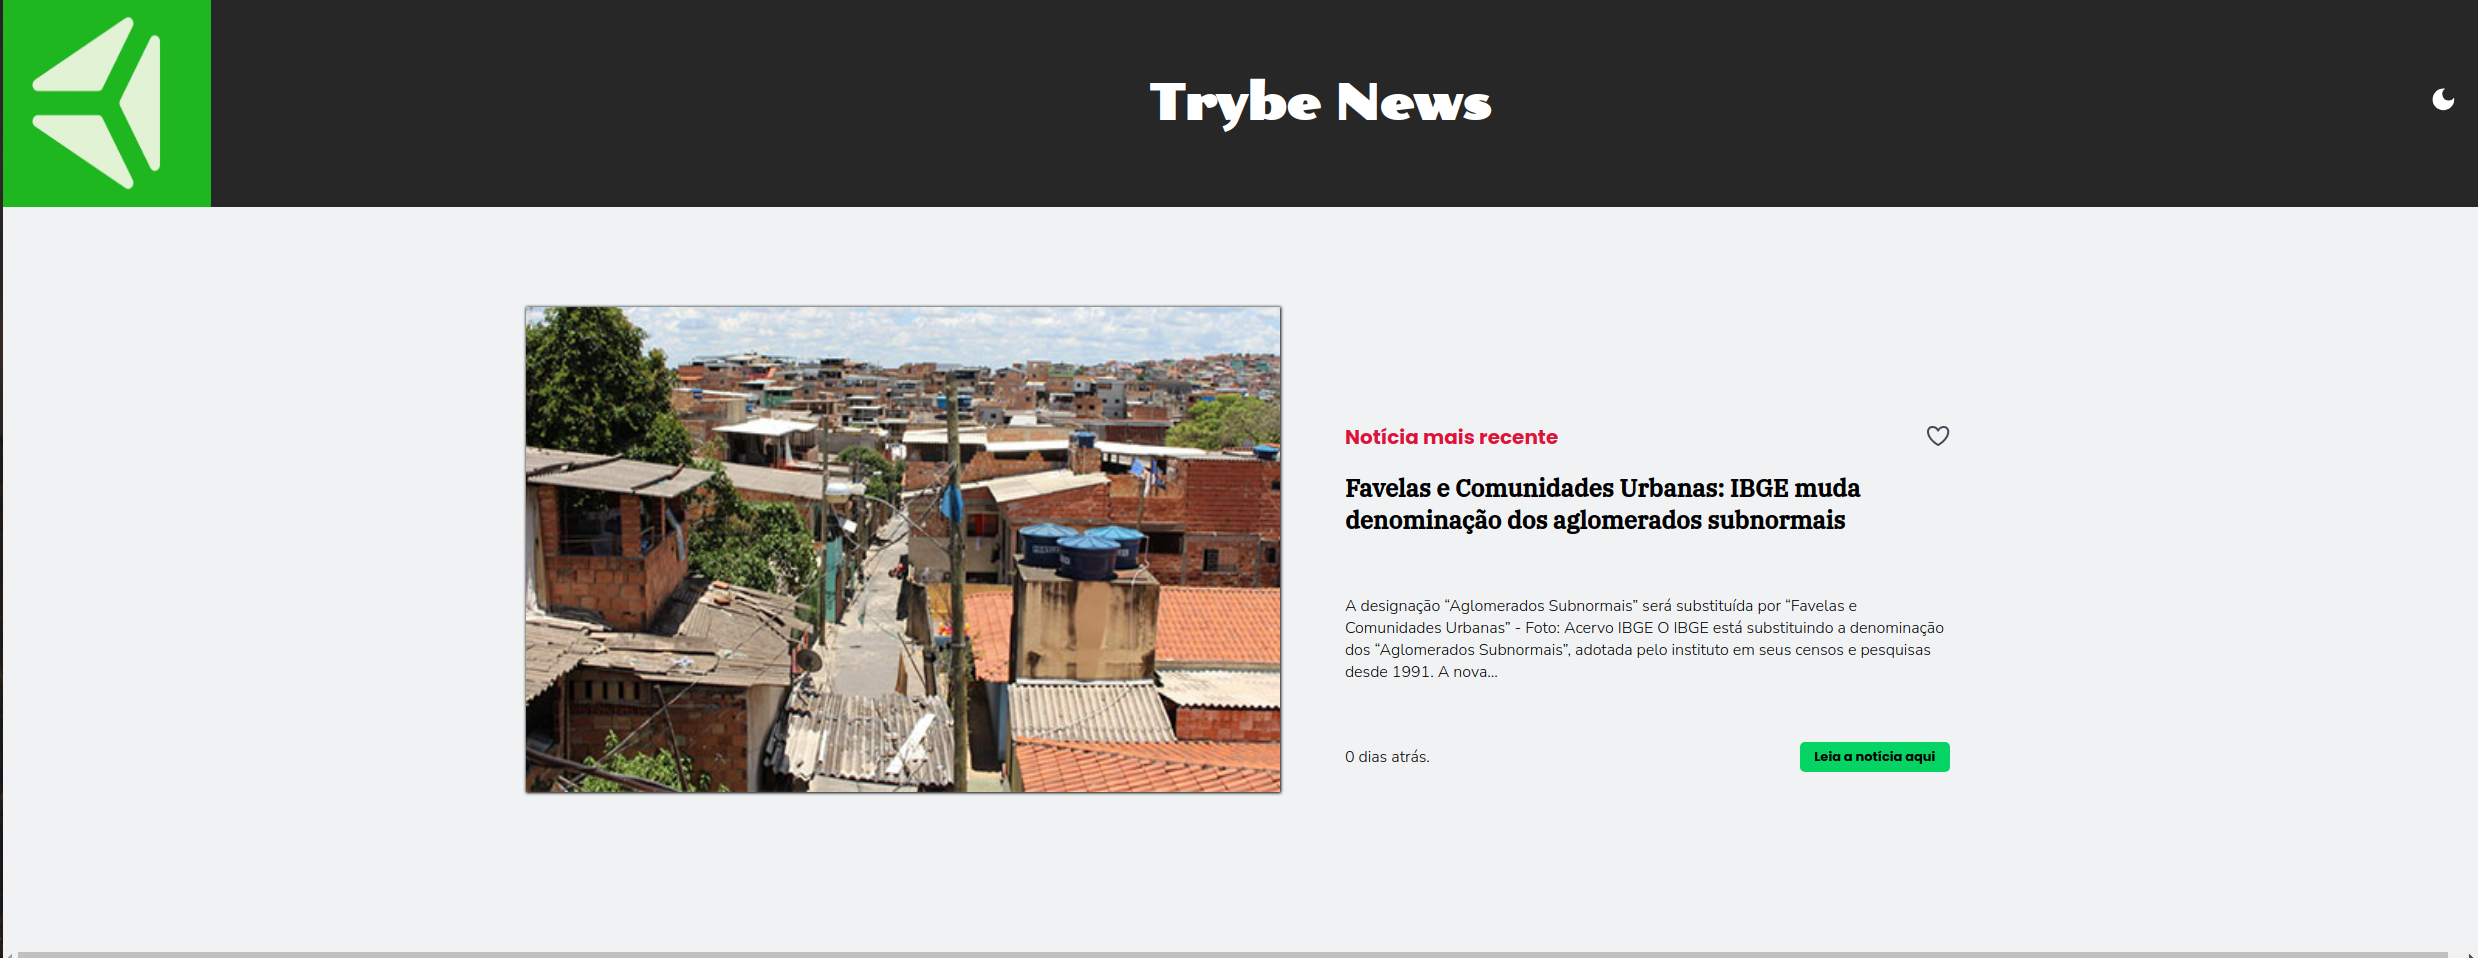 Trybe News
Notícia mais recente
Favelas e Comunidades Urbanas: IBGE muda
denominação dos aglomerados subnormais
A designação “Aglomerados Subnormais” será substituída por “Favelas e
Comunidades Urbanas” - Foto: Acervo IBGE O IBGE está substituindo a denominação
dos “Aglomerados Subnormais”, adotada pelo instituto em seus censos e pesquisas
desde 1991. A nova...
0 dias atrás.
Leia a notícia aqui